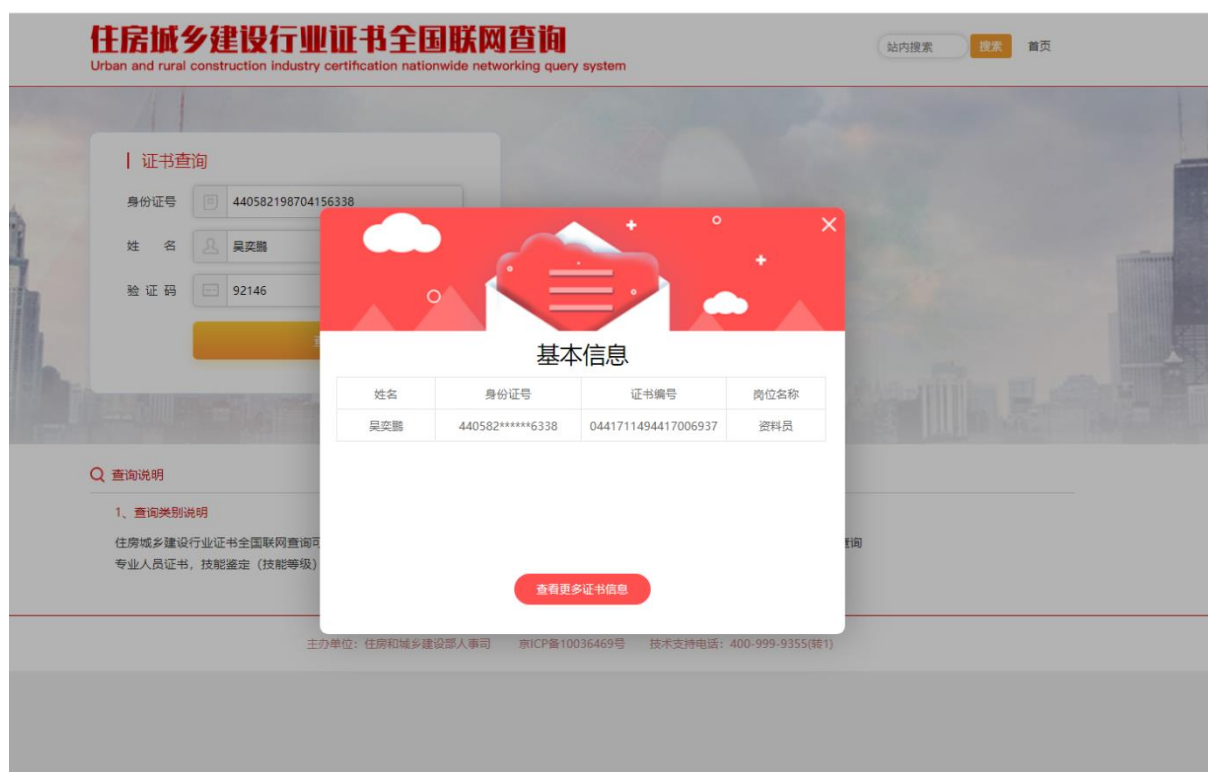 住房城乡建设行业证书全国联网查询
Urban and rural construction industry certification nationwide networking query system
站内搜索 搜索 首页
证书查询
身份证号 440582198704156338
姓 名 吴奕鹏
验证码 92146
基本信息
姓名 身份证号 证书编号 岗位名称
吴奕鹏 440582******6338 0441711494417006937 资料员
查询说明
1、查询类别说明
住房城乡建设行业证书全国联网查询可
查询
专业人员证书，技能鉴定（技能等级）
查看更多证书信息
主办单位：住房和城乡建设部人事司 京ICP备10036469号 技术支持电话：400-999-9355(转1)